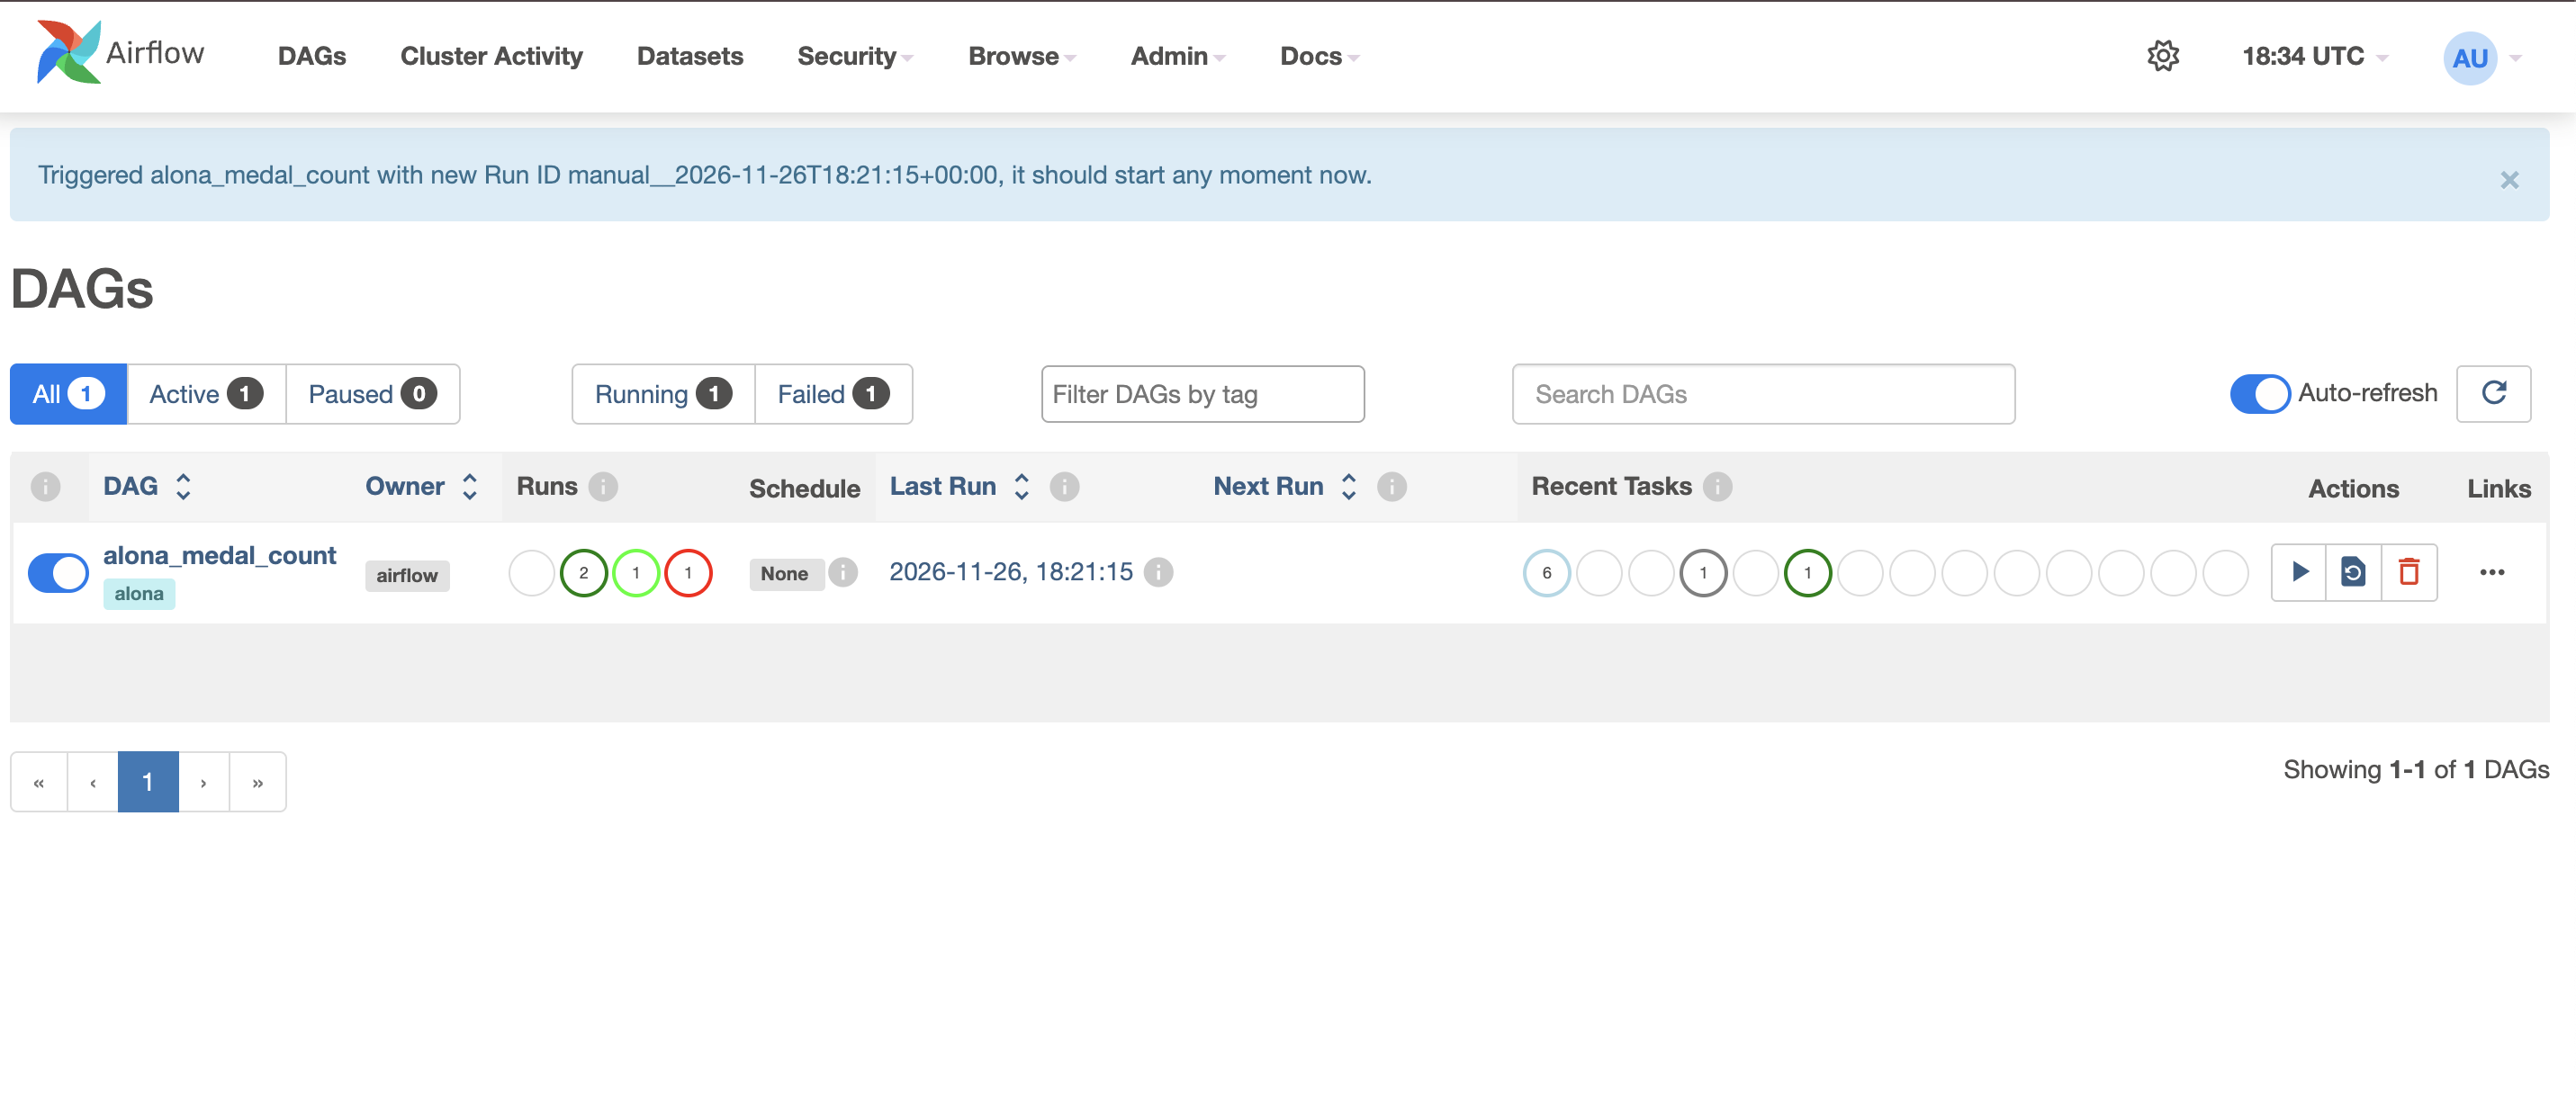 Airflow DAGs Cluster Activity Datasets Security Browse Admin Docs 18:34 UTC AU
Triggered alona_medal_count with new Run ID manual__2026-11-26T18:21:15+00:00, it should start any moment now. ×
DAGs
All 1 Active 1 Paused 0 Running 1 Failed 1 Filter DAGs by tag Search DAGs Auto-refresh
i DAG Owner Runs i Schedule Last Run i Next Run i Recent Tasks i Actions Links
alona_medal_count airflow 2 1 1 None i 2026-11-26, 18:21:15 i 6 1 1
alona
« ‹ 1 › » Showing 1-1 of 1 DAGs